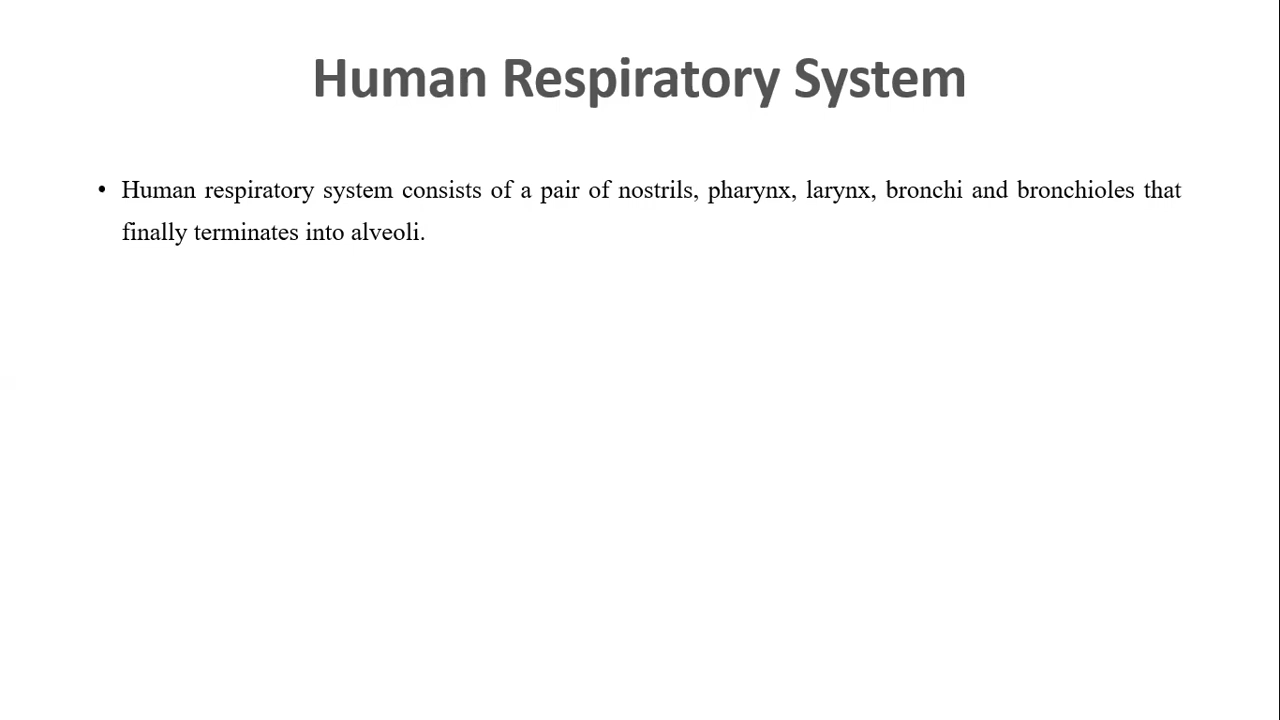 Human Respiratory System
• Human respiratory system consists of a pair of nostrils, pharynx, larynx, bronchi and bronchioles that
finally terminates into alveoli.